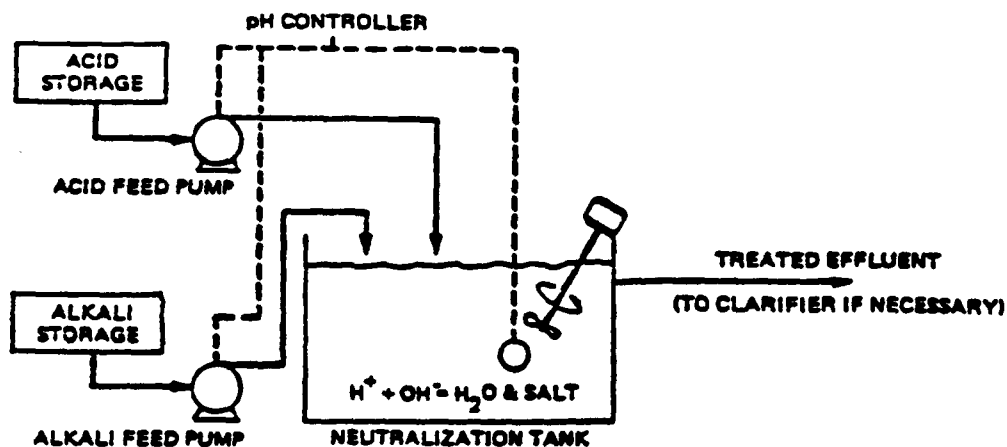 pH CONTROLLER
ACID
STORAGE
ACID FEED PUMP
ALKALI
STORAGE
ALKALI FEED PUMP
H⁺ + OH⁻ = H₂O & SALT
NEUTRALIZATION TANK
TREATED EFFLUENT
(TO CLARIFIER IF NECESSARY)